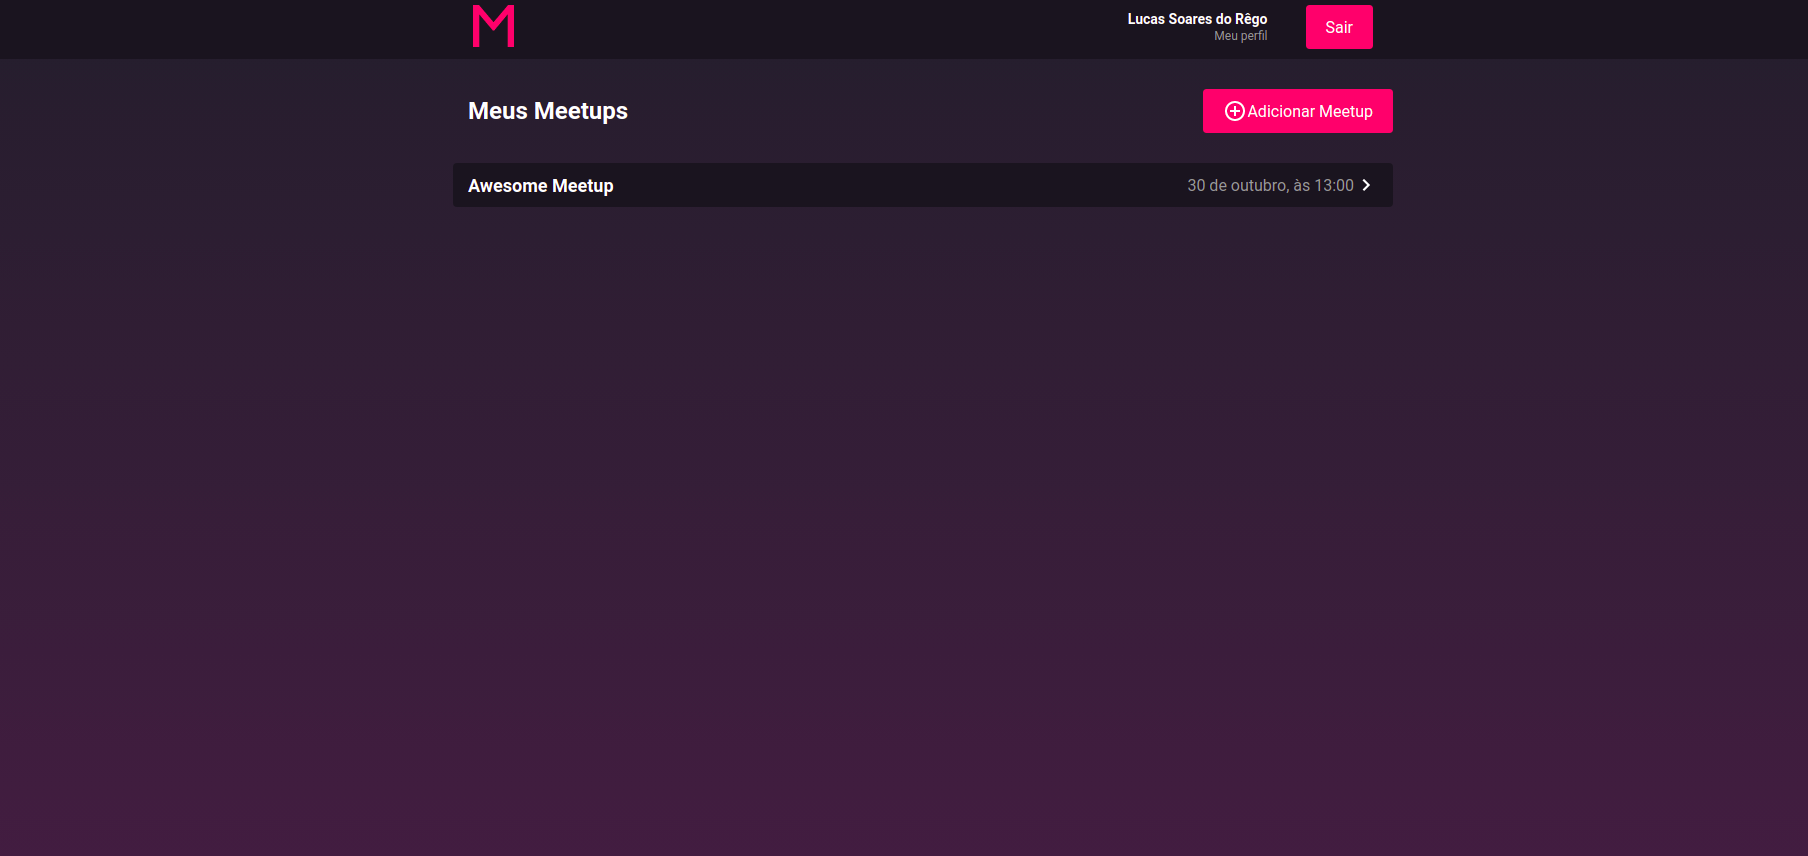 M
Lucas Soares do Rêgo
Meu perfil
Sair
Meus Meetups
Adicionar Meetup
Awesome Meetup
30 de outubro, às 13:00